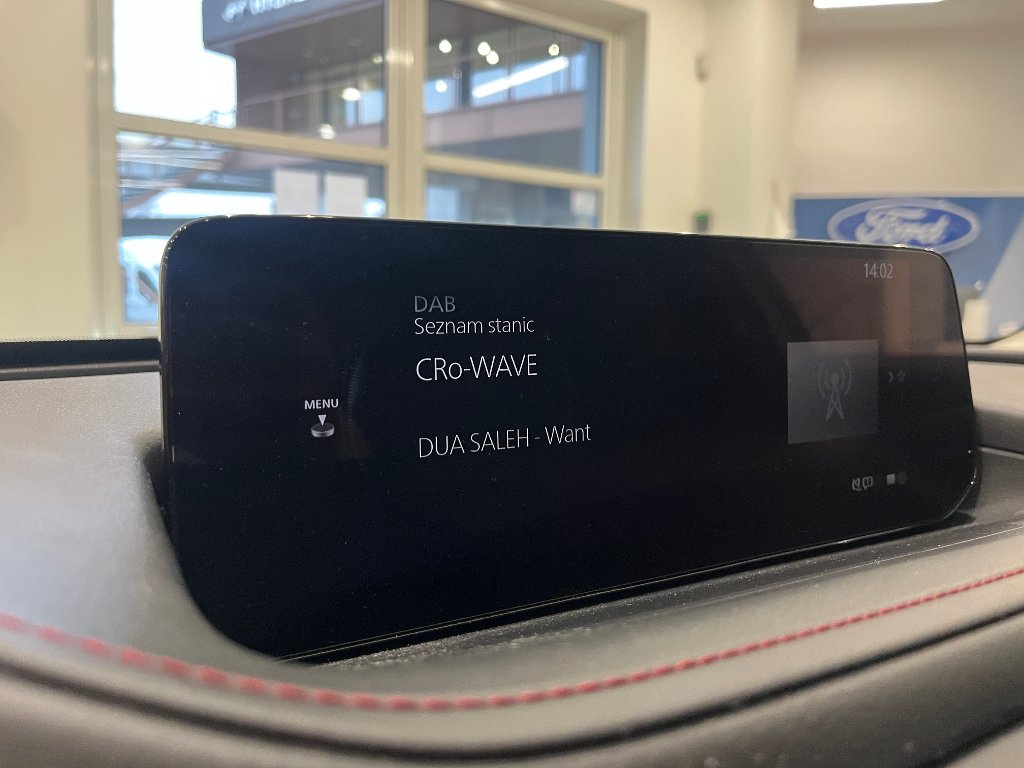 Ford
14:02
DAB
Seznam stanic
CRo-WAVE
MENU
DUA SALEH - Want